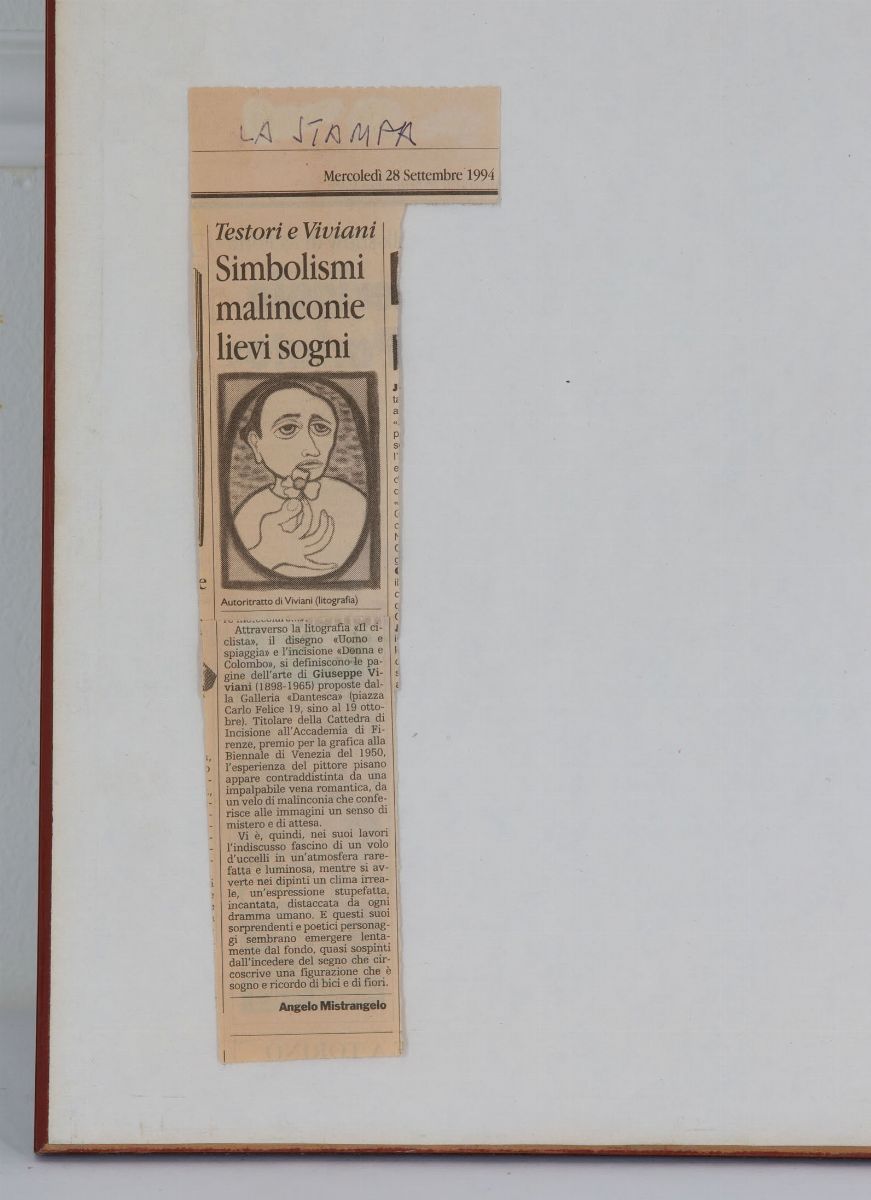 LA STAMPA
Mercoledì 28 Settembre 1994
Testori e Viviani
Simbolismi
malinconie
lievi sogni
Autoritratto di Viviani (litografia)
Attraverso la litografia «Il ci-
clista», il disegno «Uomo e
spiaggia» e l'incisione «Donna e
Colombo», si definiscono le pa-
gine dell'arte di Giuseppe Vi-
viani (1898-1965) proposte dal-
la Galleria «Dantesca» (piazza
Carlo Felice 19, sino al 19 otto-
bre). Titolare della Cattedra di
Incisione all'Accademia di Fi-
renze, premio per la grafica alla
Biennale di Venezia del 1950,
l'esperienza del pittore pisano
appare contraddistinta da una
impalpabile vena romantica, da
un velo di malinconia che confe-
risce alle immagini un senso di
mistero e di attesa.
Vi è, quindi, nei suoi lavori
l'indiscusso fascino di un volo
d'uccelli in un'atmosfera rare-
fatta e luminosa, mentre si av-
verte nei dipinti un clima irrea-
le, un'espressione stupefatta,
incantata, distaccata da ogni
dramma umano. E questi suoi
sorprendenti e poetici personag-
gi sembrano emergere lenta-
mente dal fondo, quasi sospinti
dall'incedere del segno che cir-
coscrive una figurazione che è
sogno e ricordo di bici e di fiori.
Angelo Mistrangelo